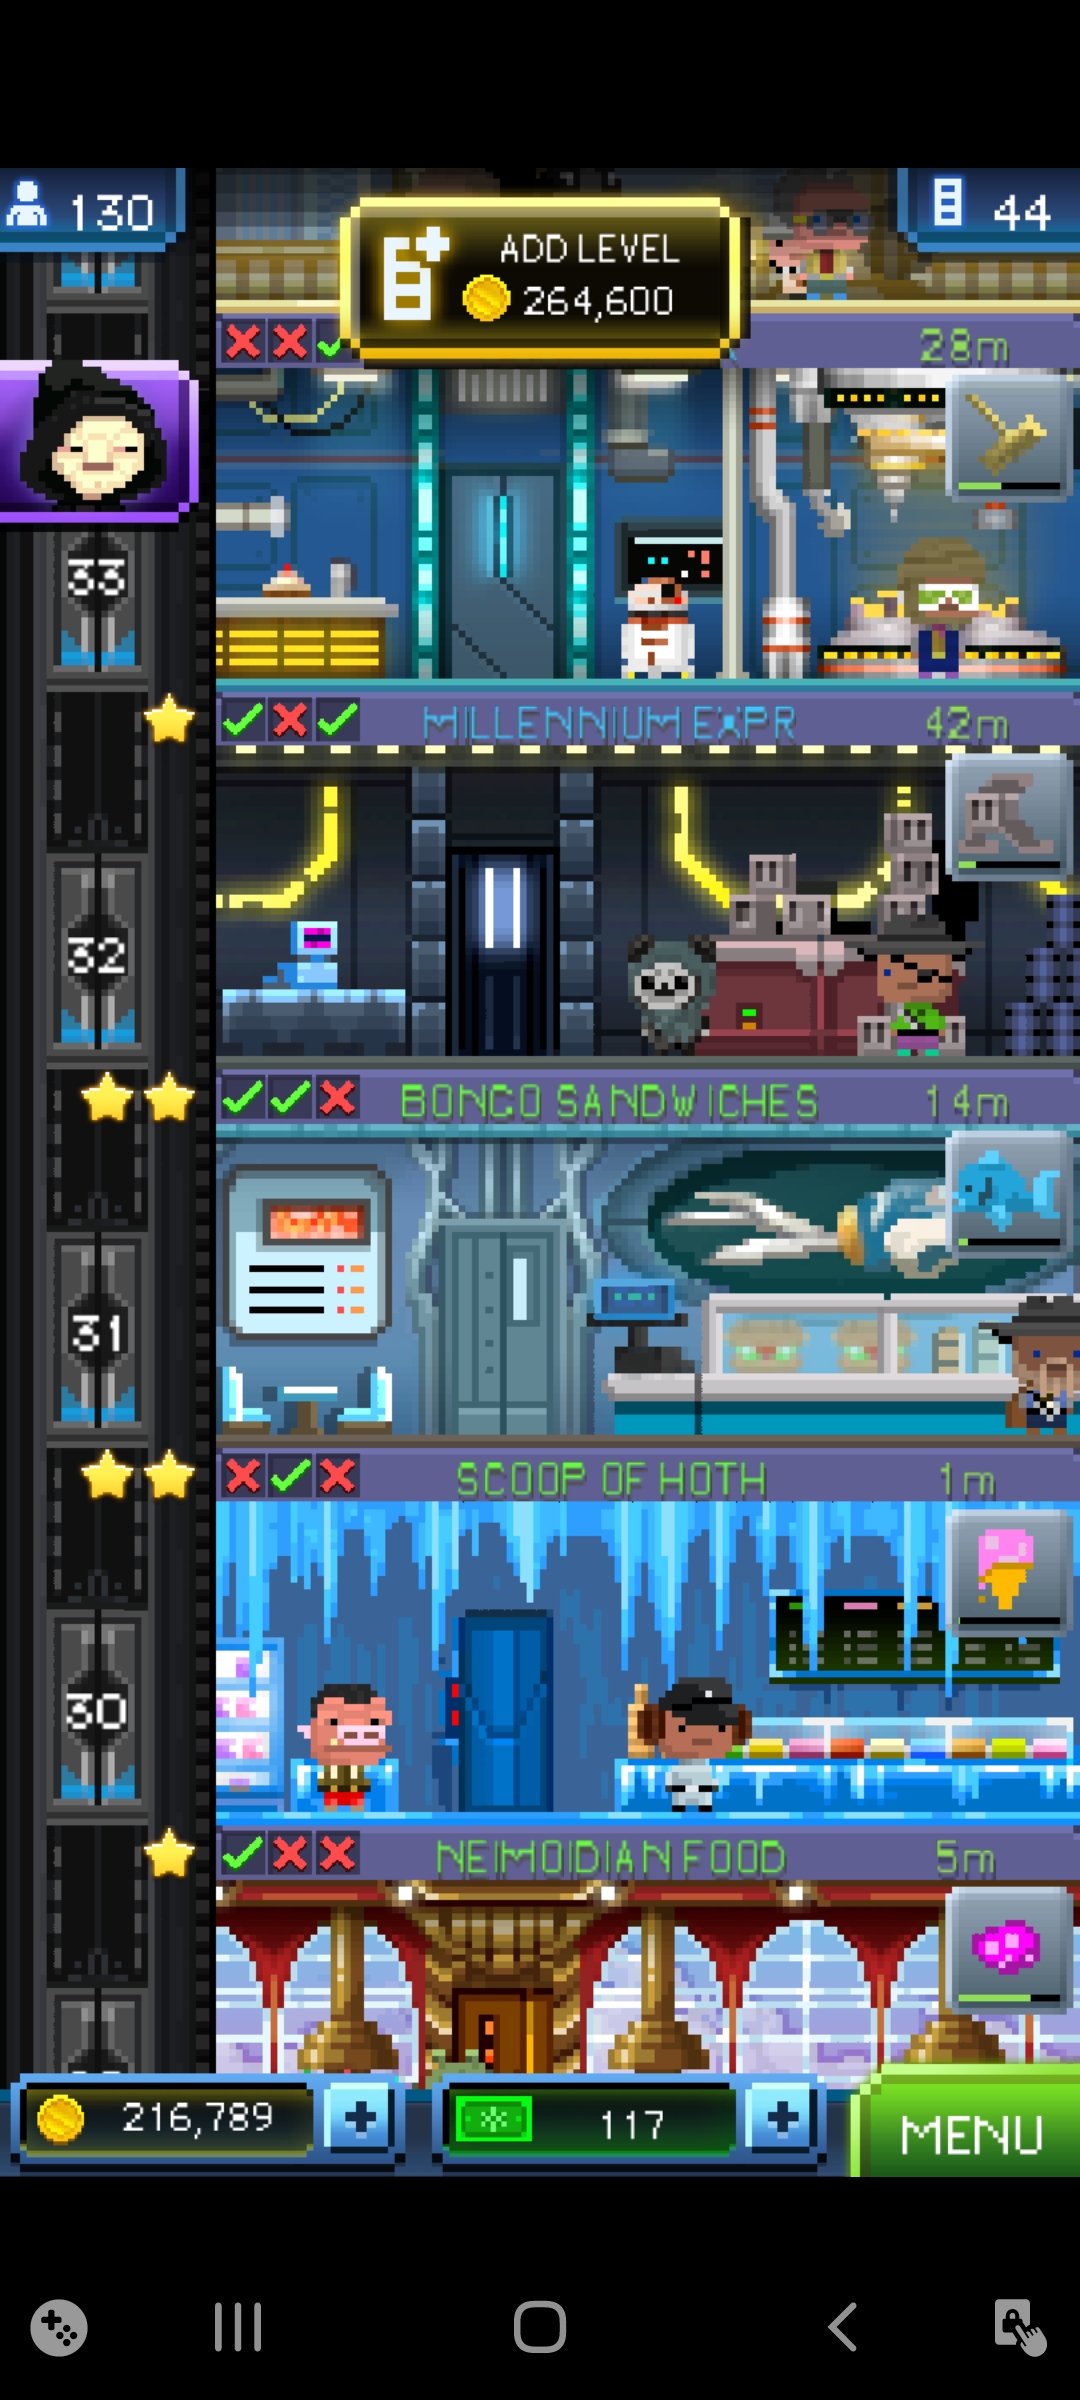 130
ADD LEVEL
264,600
44
28m
33
MILLENNIUM EXPR
42m
32
BONGO SANDWICHES
14m
31
SCOOP OF HOTH
1m
30
NEIMOIDIAN FOOD
5m
216,789
117
MENU